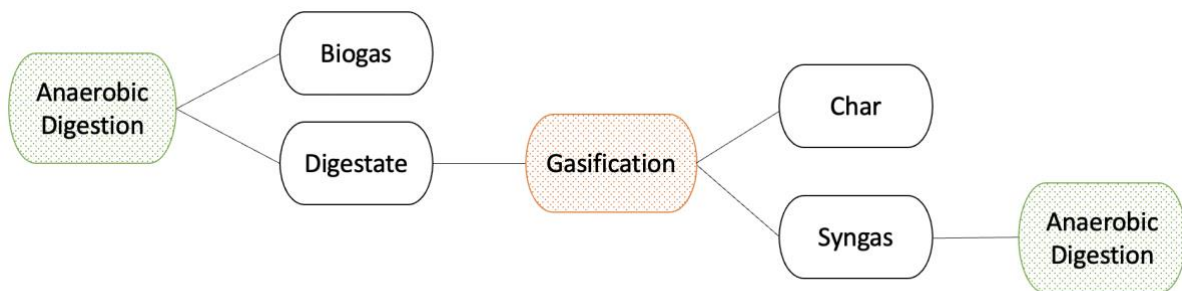 Anaerobic
Digestion
Biogas
Digestate
Gasification
Char
Syngas
Anaerobic
Digestion